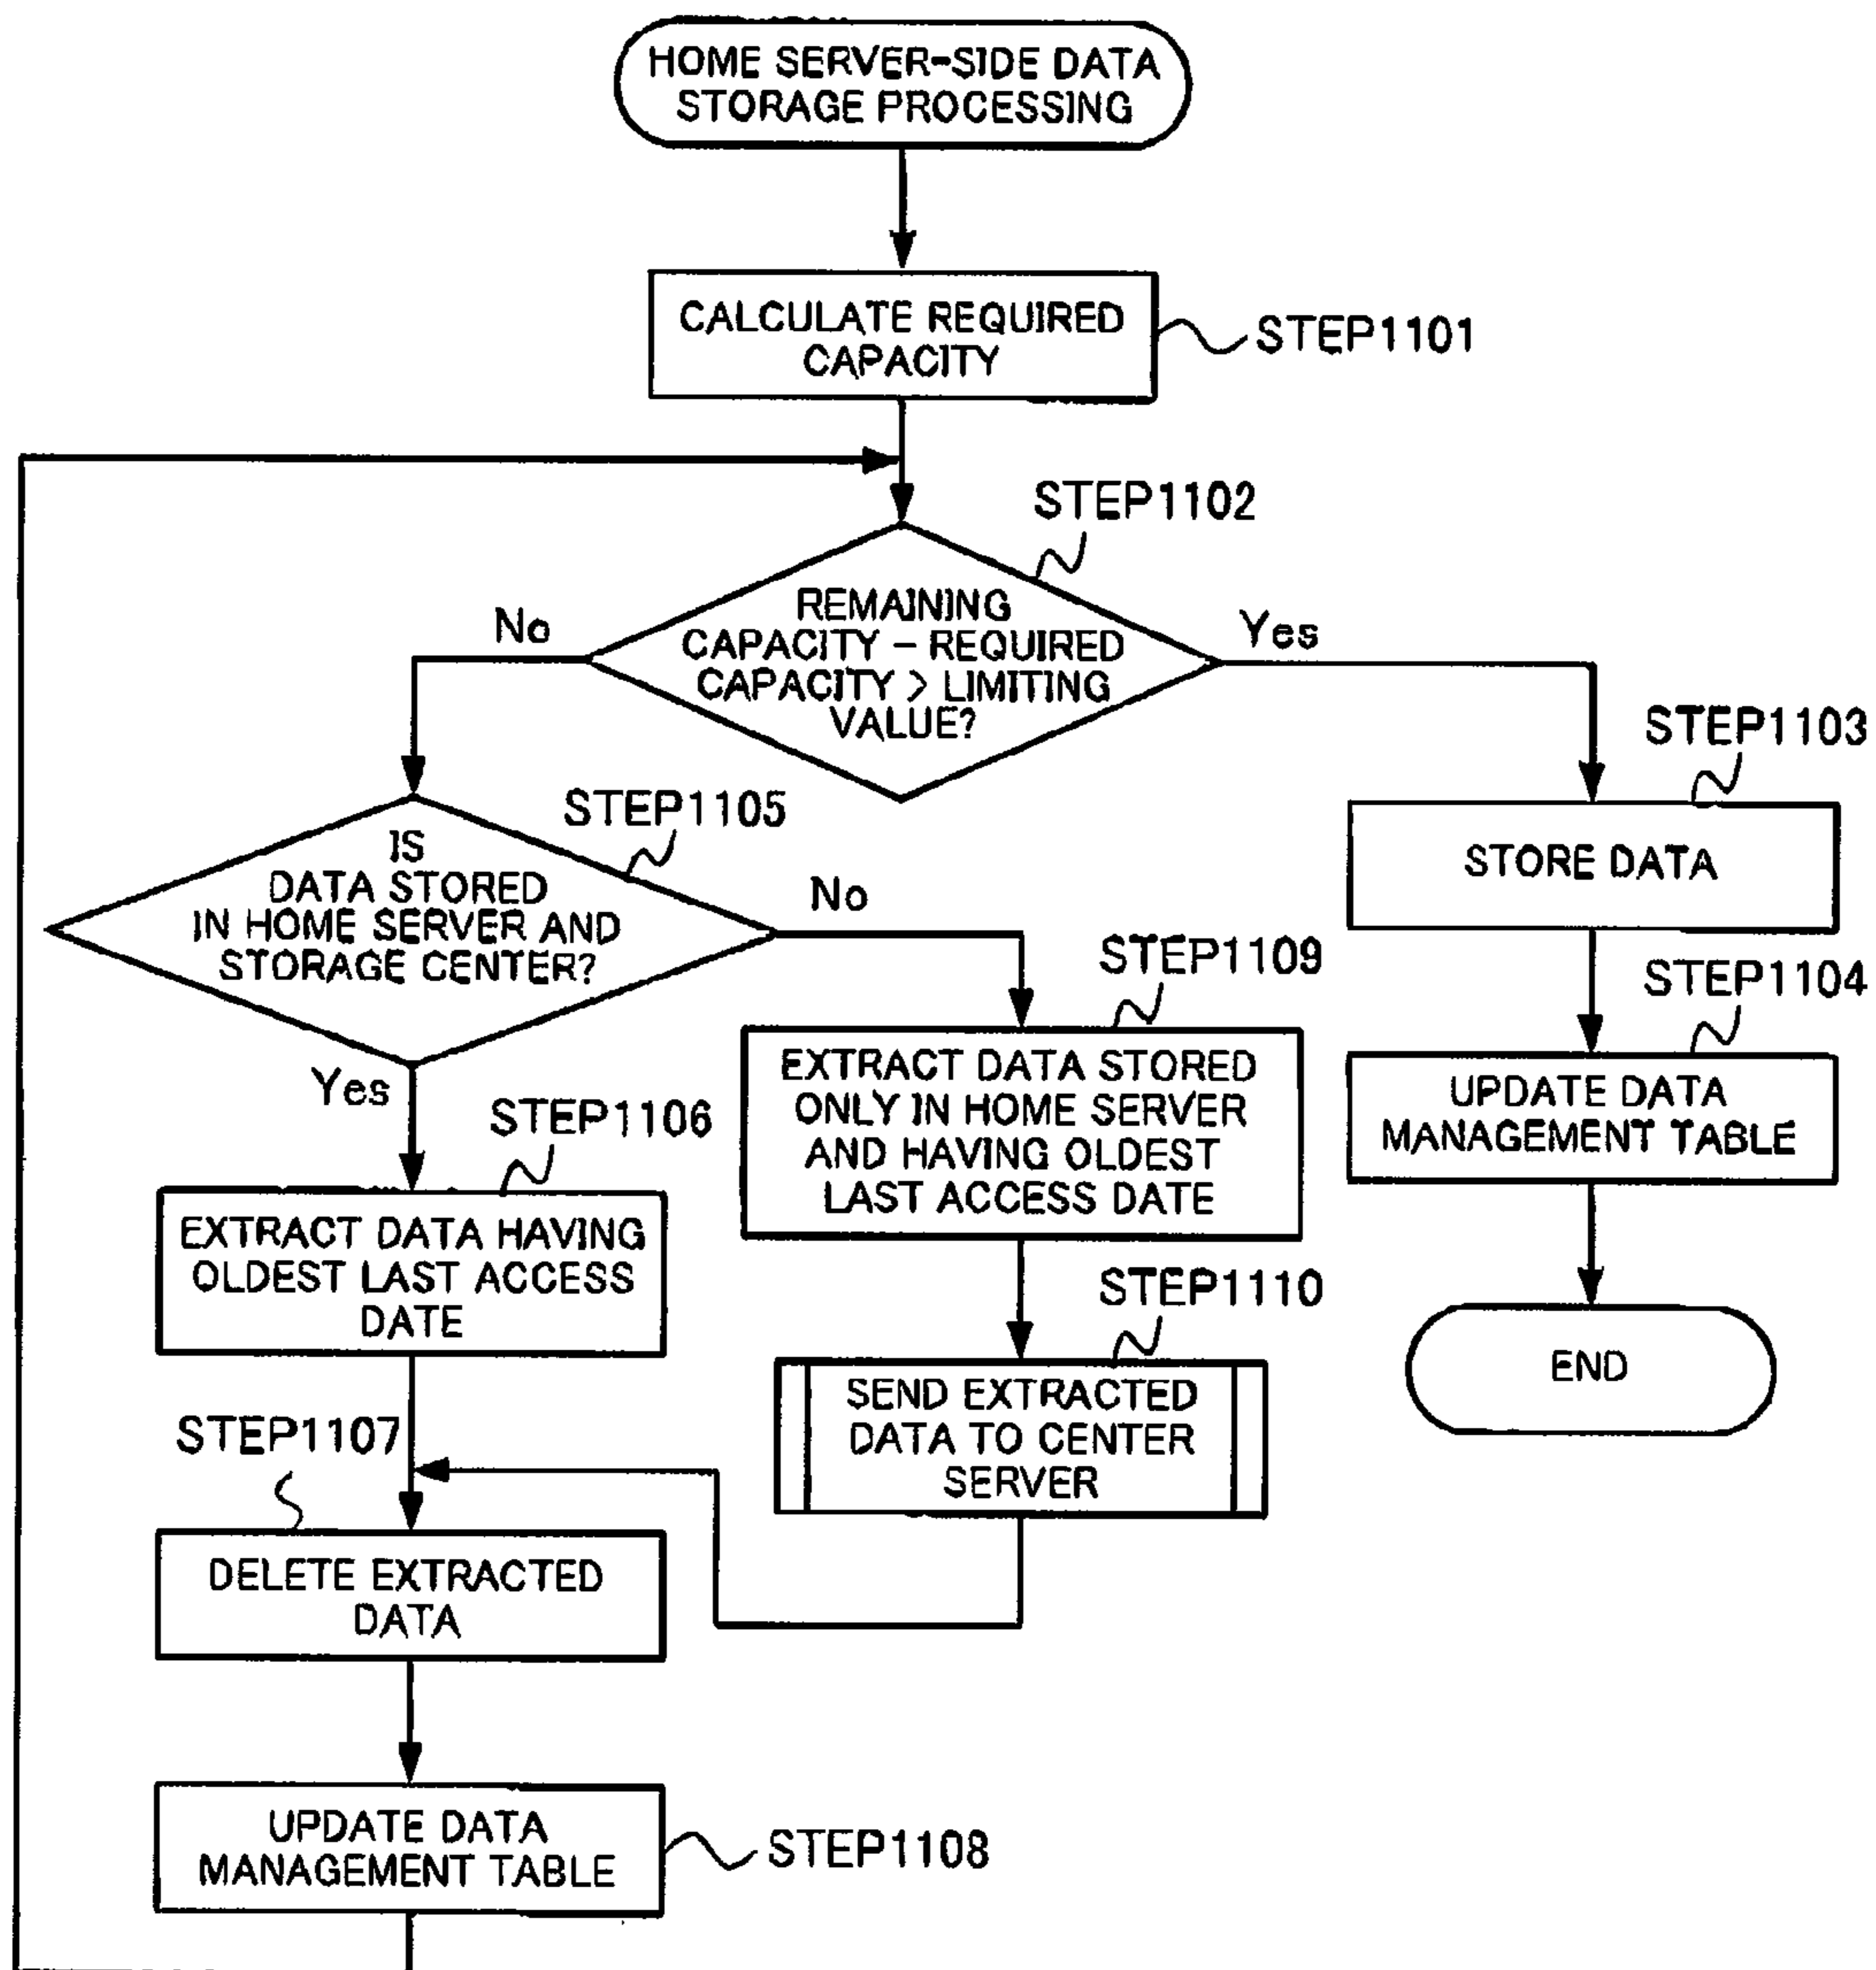 HOME SERVER-SIDE DATA
STORAGE PROCESSING
CALCULATE REQUIRED
CAPACITY
STEP1101
STEP1102
REMAINING
CAPACITY – REQUIRED
CAPACITY > LIMITING
VALUE?
No
Yes
STEP1103
STORE DATA
STEP1104
UPDATE DATA
MANAGEMENT TABLE
END
STEP1105
IS
DATA STORED
IN HOME SERVER AND
STORAGE CENTER?
No
Yes
STEP1109
EXTRACT DATA STORED
ONLY IN HOME SERVER
AND HAVING OLDEST
LAST ACCESS DATE
STEP1110
SEND EXTRACTED
DATA TO CENTER
SERVER
STEP1106
EXTRACT DATA HAVING
OLDEST LAST ACCESS
DATE
STEP1107
DELETE EXTRACTED
DATA
UPDATE DATA
MANAGEMENT TABLE
STEP1108